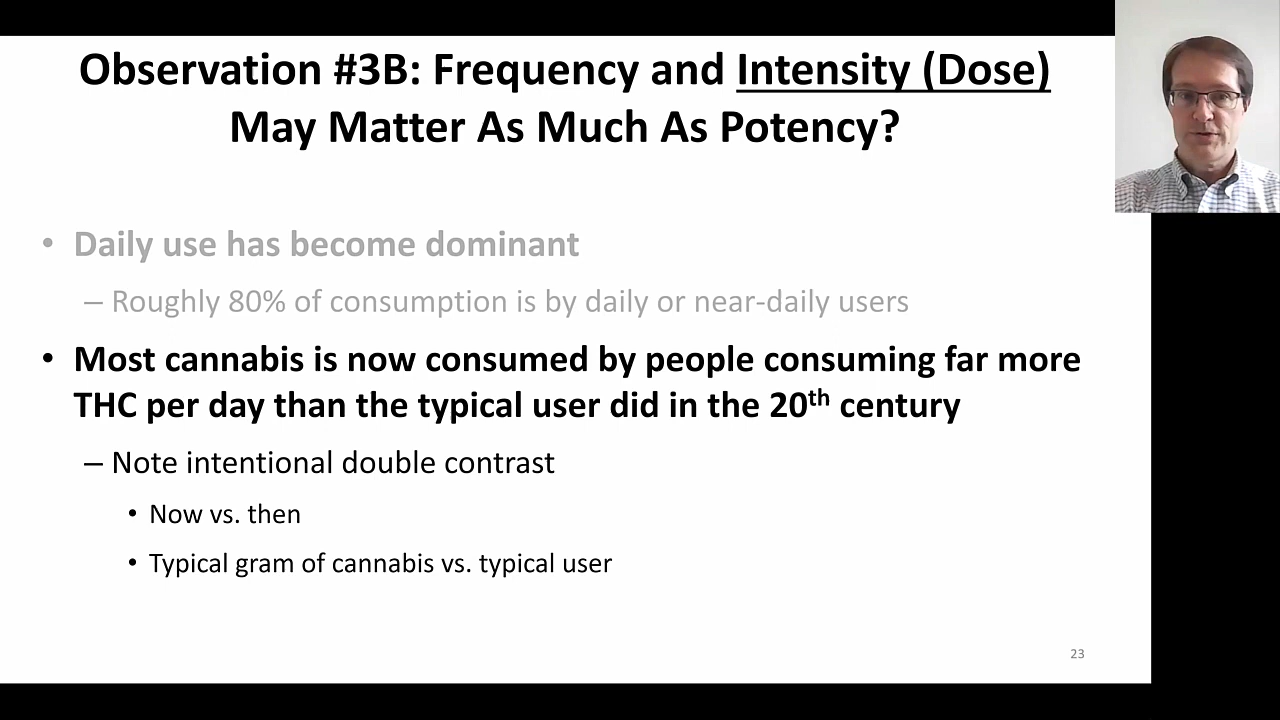 Observation #3B: Frequency and Intensity (Dose)
May Matter As Much As Potency?
• Daily use has become dominant
– Roughly 80% of consumption is by daily or near-daily users
• Most cannabis is now consumed by people consuming far more
THC per day than the typical user did in the 20th century
– Note intentional double contrast
• Now vs. then
• Typical gram of cannabis vs. typical user
23